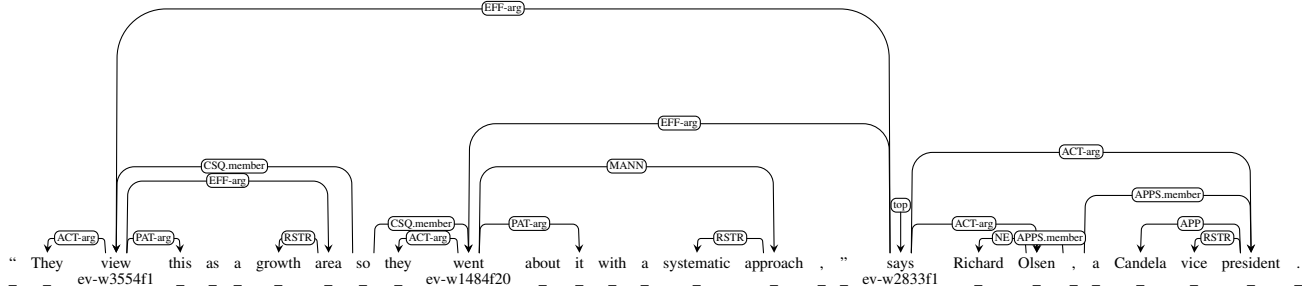 EFF-arg
EFF-arg
ACT-arg
CSQ.member MANN
EFF-arg
APPS.member
top
CSQ.member PAT-arg ACT-arg APP
ACT-arg PAT-arg RSTR ACT-arg RSTR NE APPS.member RSTR
“ They view this as a growth area so they went about it with a systematic approach , ” says Richard Olsen , a Candela vice president .
_ _ ev-w3554f1 _ _ _ _ _ _ _ ev-w1484f20 _ _ _ _ _ _ _ _ ev-w2833f1 _ _ _ _ _ _ _ _